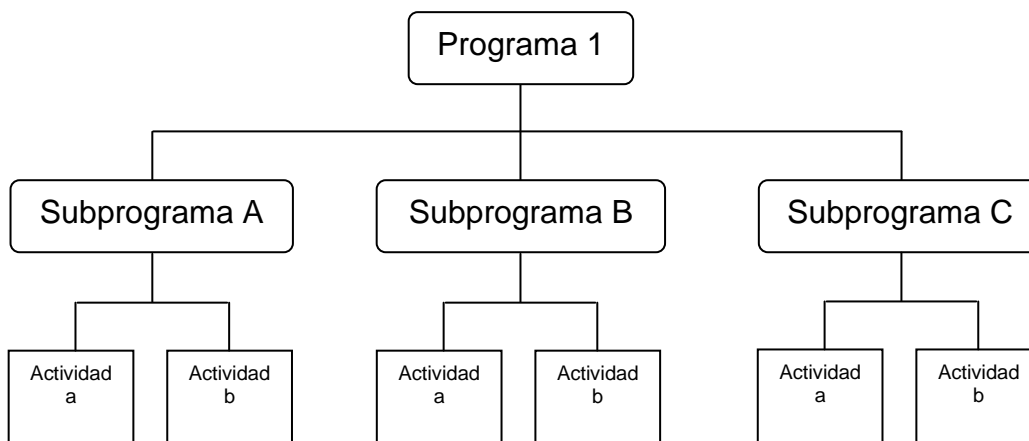 Programa 1
Subprograma A
Subprograma B
Subprograma C
Actividad
a
Actividad
b
Actividad
a
Actividad
b
Actividad
a
Actividad
b